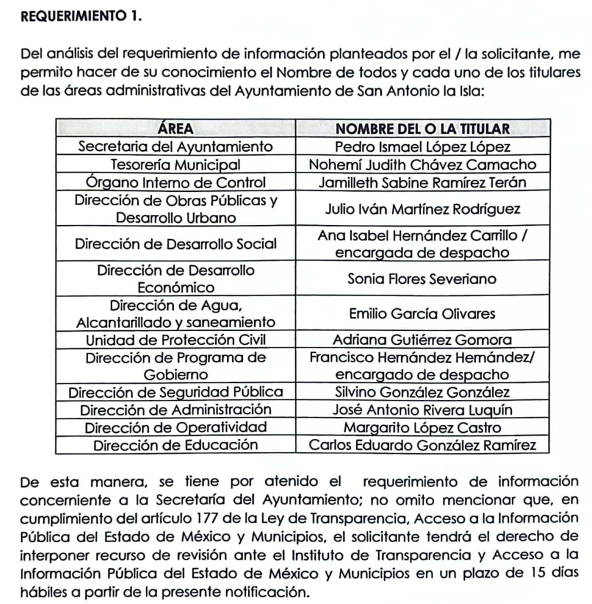 REQUERIMIENTO 1.
Del análisis del requerimiento de información planteados por el / la solicitante, me
permito hacer de su conocimiento el Nombre de todos y cada uno de los titulares
de las áreas administrativas del Ayuntamiento de San Antonio la Isla:
ÁREA NOMBRE DEL O LA TITULAR
Secretaria del Ayuntamiento Pedro Ismael López López
Tesorería Municipal Nohemí Judith Chávez Camacho
Órgano Interno de Control Jamilleth Sabine Ramírez Terán
Dirección de Obras Públicas y
Desarrollo Urbano Julio Iván Martínez Rodríguez
Dirección de Desarrollo Social Ana Isabel Hernández Carrillo /
encargada de despacho
Dirección de Desarrollo
Económico Sonia Flores Severiano
Dirección de Agua,
Alcantarillado y saneamiento Emilio García Olivares
Unidad de Protección Civil Adriana Gutiérrez Gomora
Dirección de Programa de
Gobierno Francisco Hernández Hernández/
encargado de despacho
Dirección de Seguridad Pública Silvino González González
Dirección de Administración José Antonio Rivera Luquín
Dirección de Operatividad Margarito López Castro
Dirección de Educación Carlos Eduardo González Ramírez
De esta manera, se tiene por atenido el requerimiento de información
concerniente a la Secretaría del Ayuntamiento; no omito mencionar que, en
cumplimiento del artículo 177 de la Ley de Transparencia, Acceso a la Información
Pública del Estado de México y Municipios, el solicitante tendrá el derecho de
interponer recurso de revisión ante el Instituto de Transparencia y Acceso a la
Información Pública del Estado de México y Municipios en un plazo de 15 días
hábiles a partir de la presente notificación.